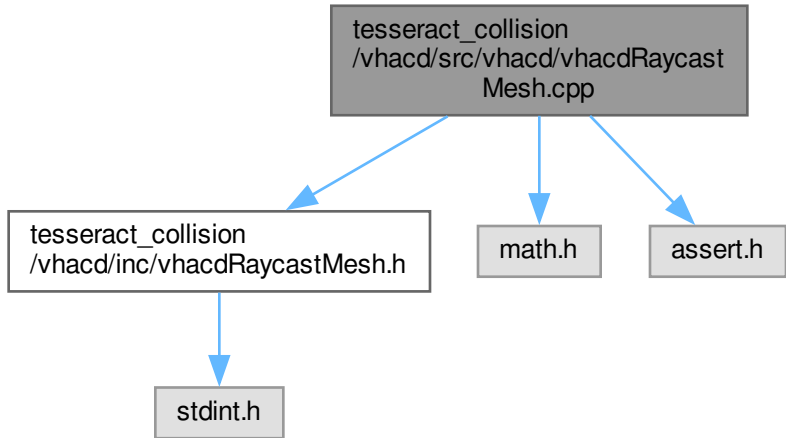 tesseract_collision
/vhacd/src/vhacd/vhacdRaycast
Mesh.cpp
tesseract_collision
/vhacd/inc/vhacdRaycastMesh.h
math.h
assert.h
stdint.h